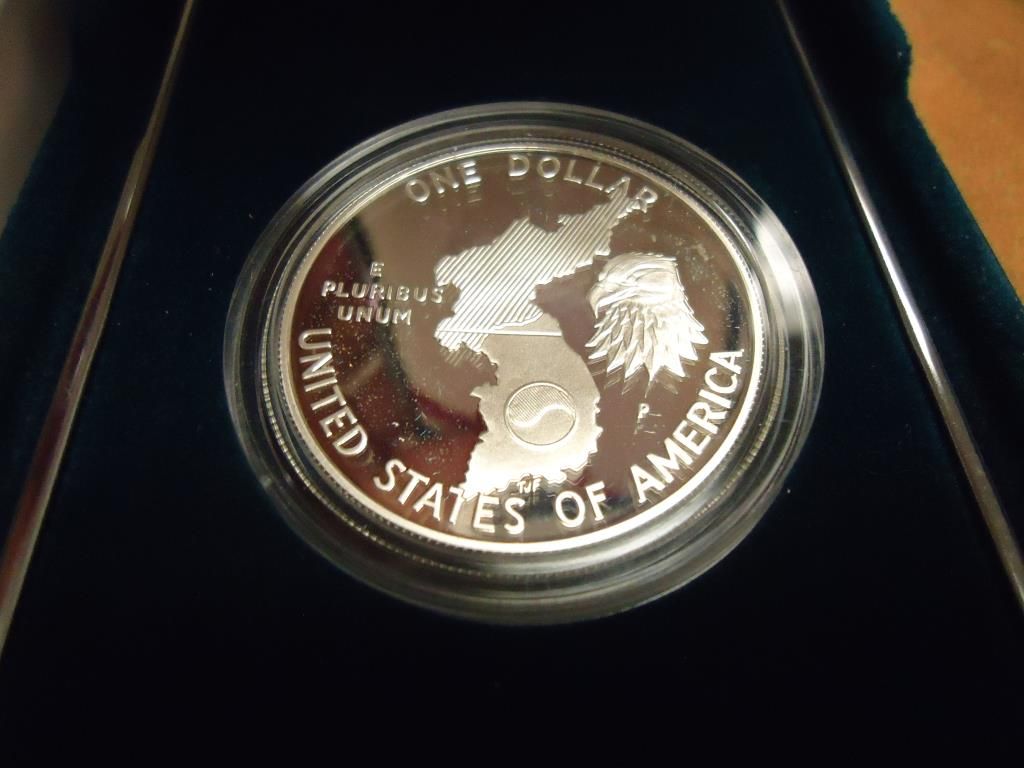 ONE DOLLAR
E
PLURIBUS
UNUM
P
UNITED STATES OF AMERICA